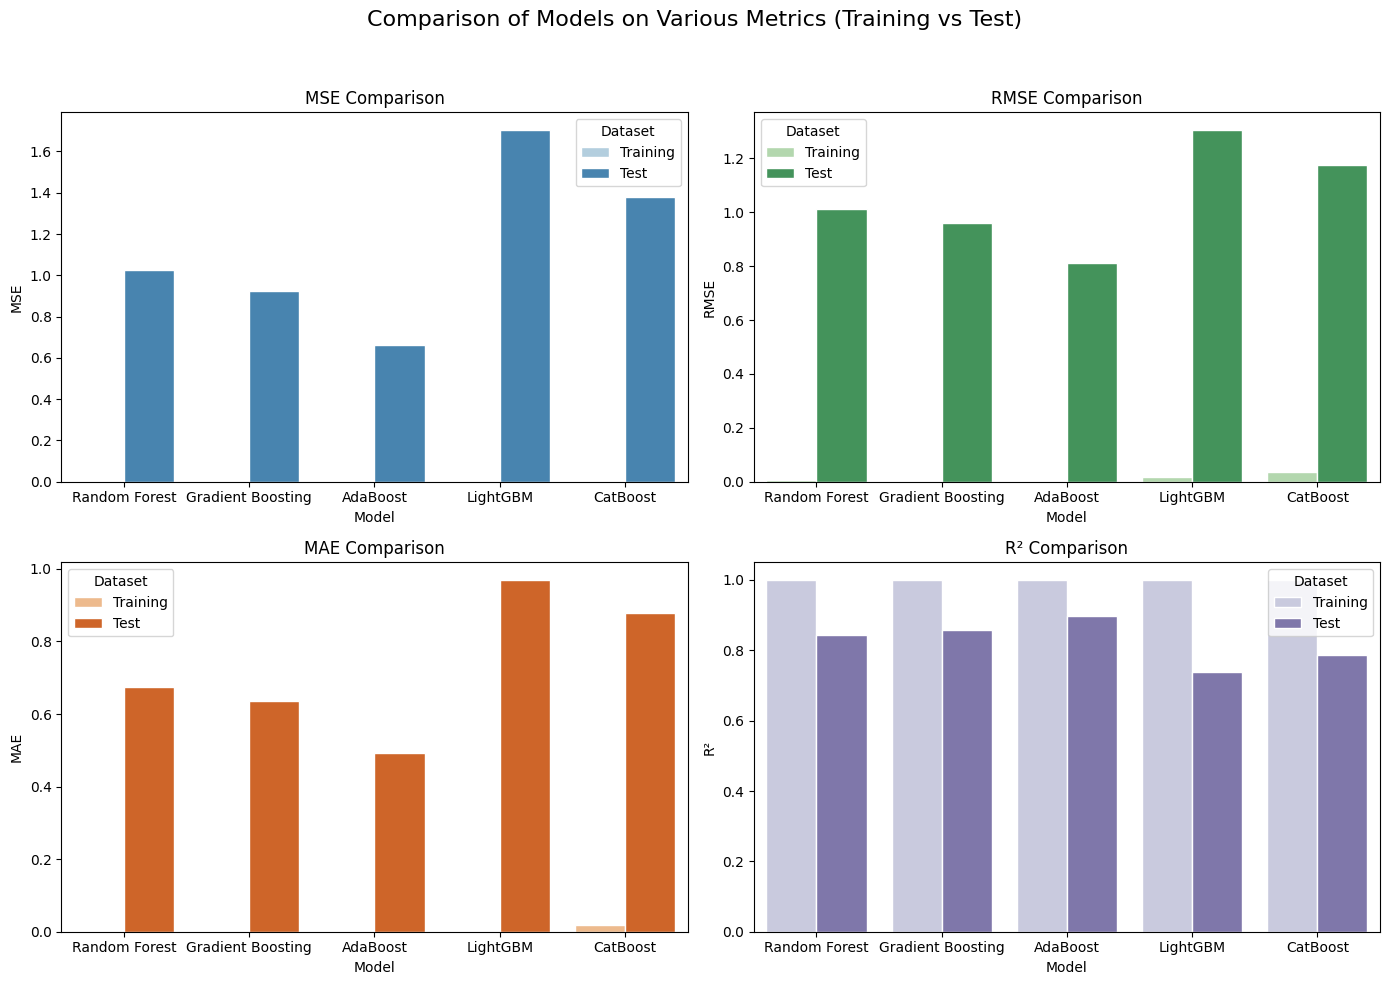 Comparison of Models on Various Metrics (Training vs Test)
MSE Comparison
MSE
1.6
1.4
1.2
1.0
0.8
0.6
0.4
0.2
0.0
Dataset
Training
Test
Random Forest Gradient Boosting AdaBoost LightGBM CatBoost
Model
RMSE Comparison
RMSE
1.2
1.0
0.8
0.6
0.4
0.2
0.0
Dataset
Training
Test
Random Forest Gradient Boosting AdaBoost LightGBM CatBoost
Model
MAE Comparison
MAE
1.0
0.8
0.6
0.4
0.2
0.0
Dataset
Training
Test
Random Forest Gradient Boosting AdaBoost LightGBM CatBoost
Model
R² Comparison
R²
1.0
0.8
0.6
0.4
0.2
0.0
Dataset
Training
Test
Random Forest Gradient Boosting AdaBoost LightGBM CatBoost
Model